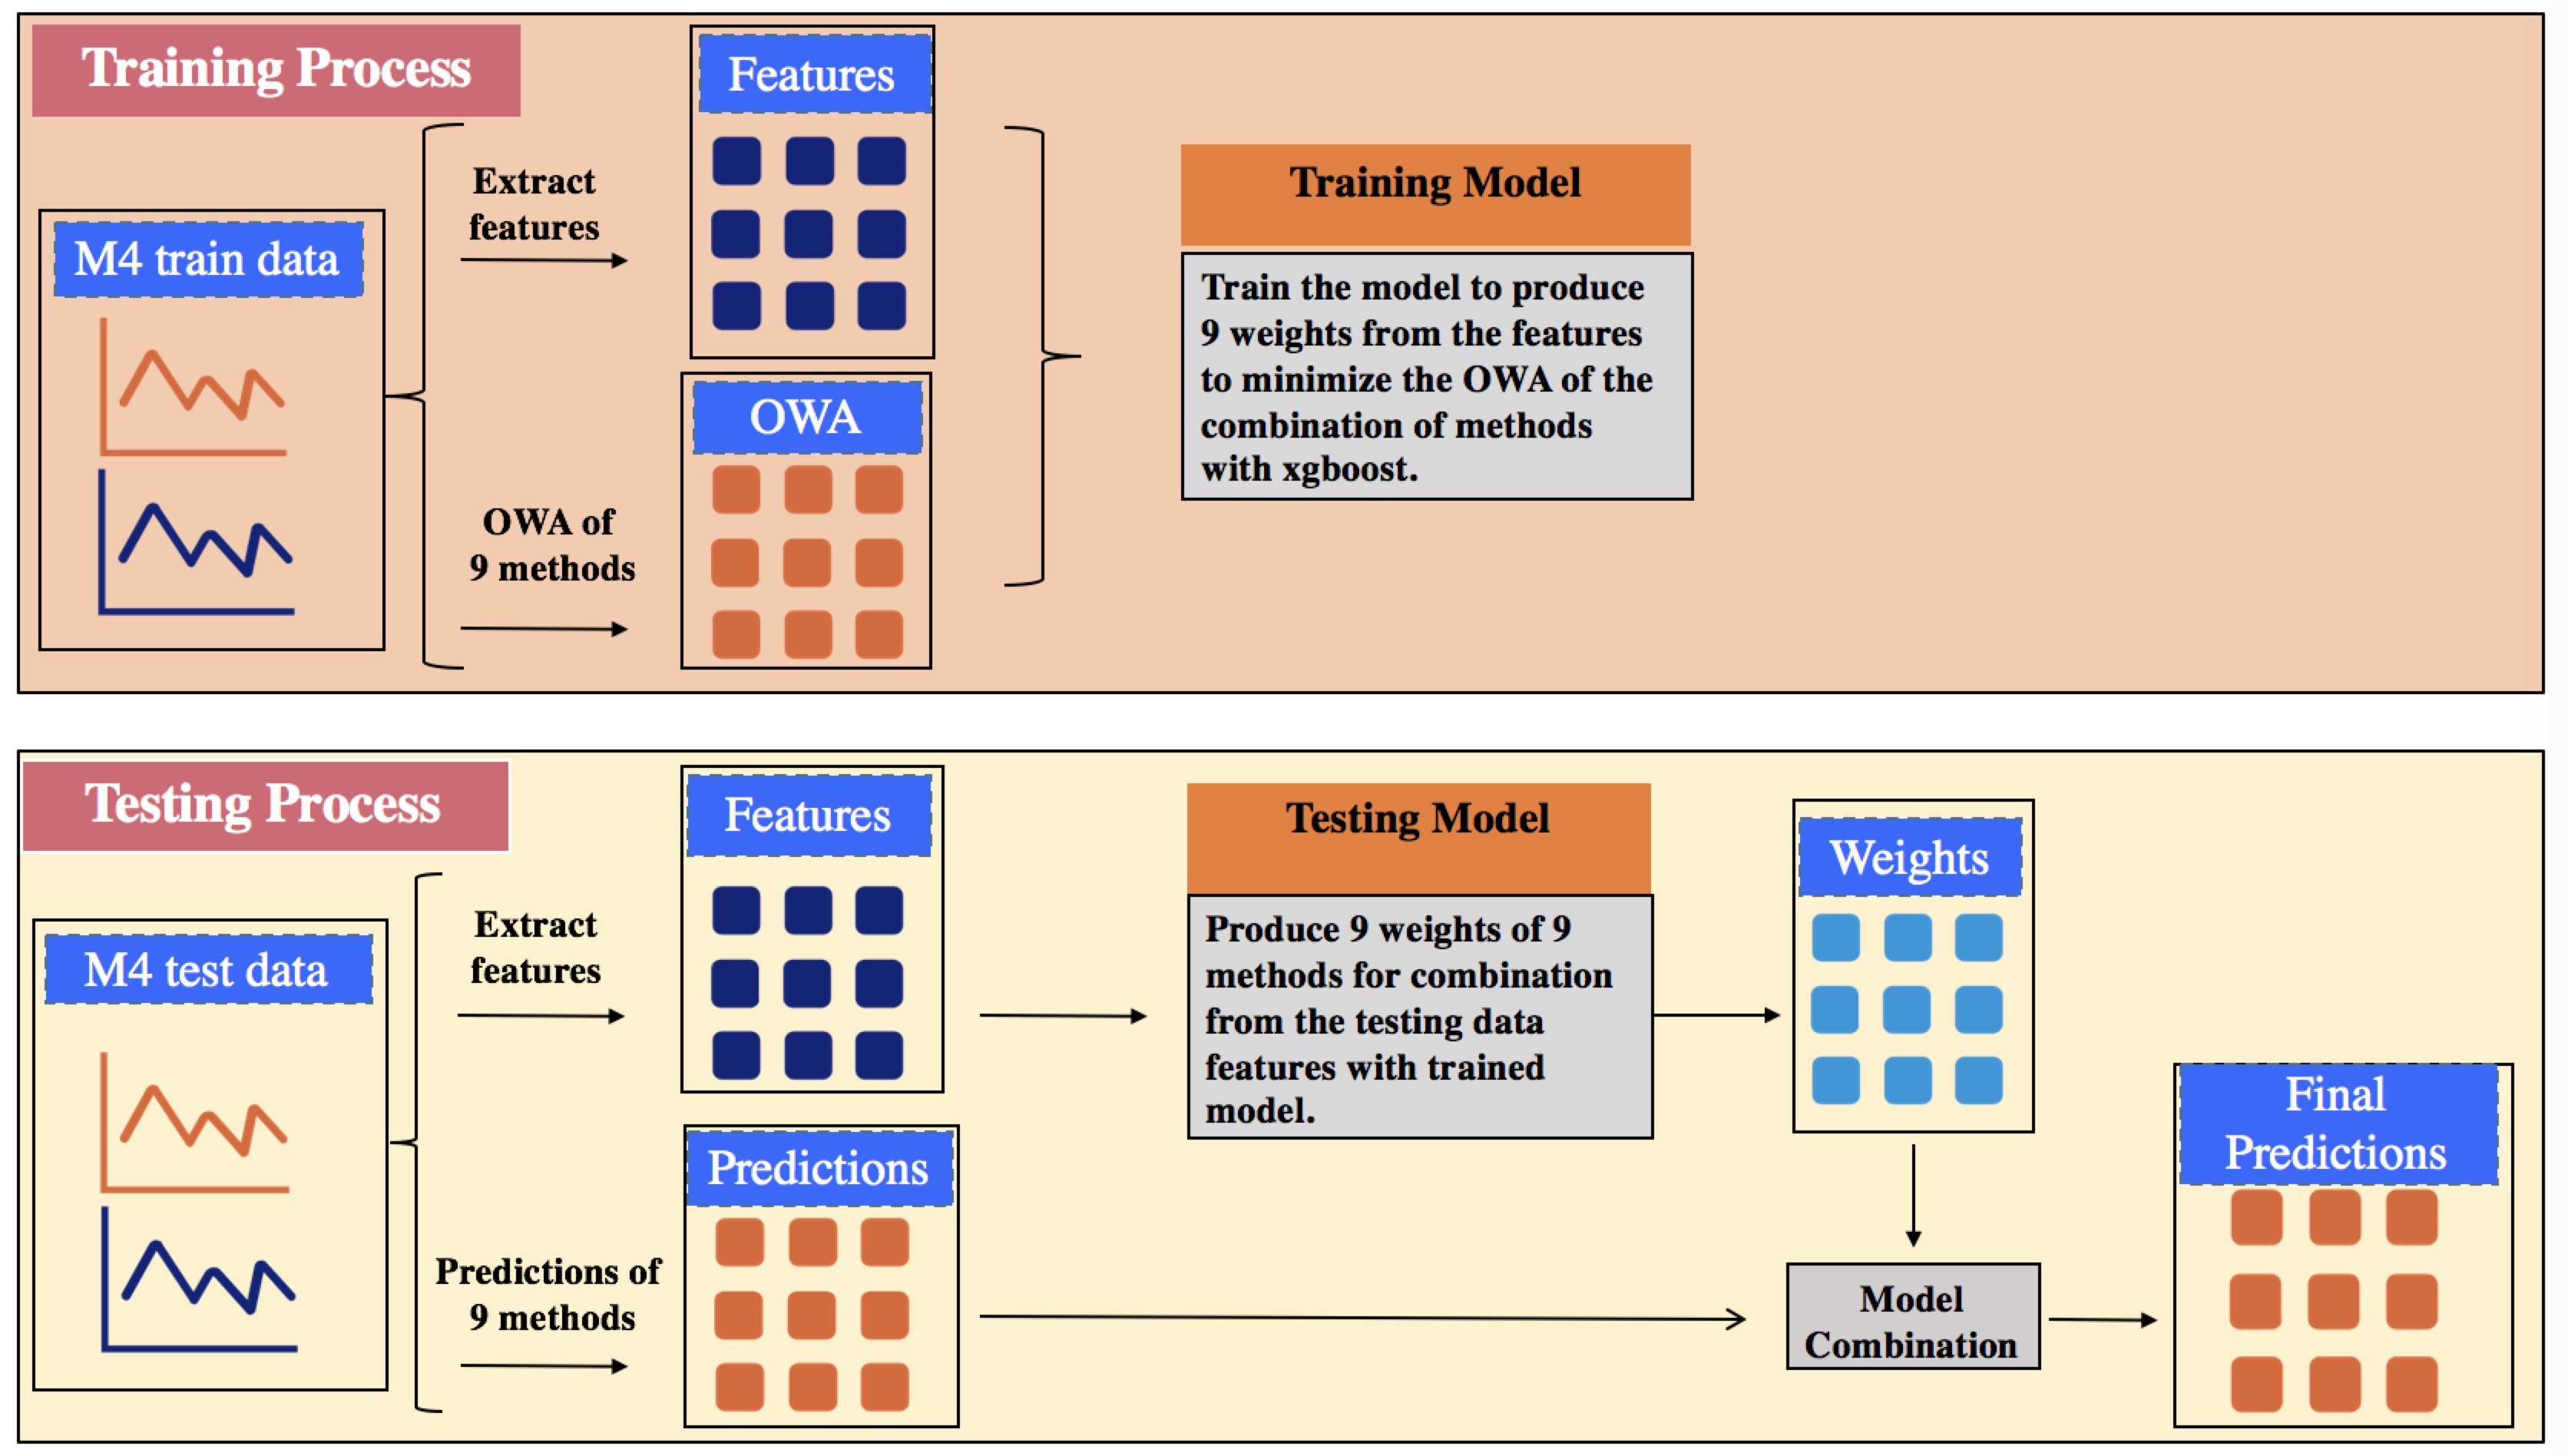 Training Process
M4 train data
Extract
features
OWA of
9 methods
Features
OWA
Training Model
Train the model to produce
9 weights from the features
to minimize the OWA of the
combination of methods
with xgboost.
Testing Process
M4 test data
Extract
features
Predictions of
9 methods
Features
Predictions
Testing Model
Produce 9 weights of 9
methods for combination
from the testing data
features with trained
model.
Weights
Model
Combination
Final
Predictions